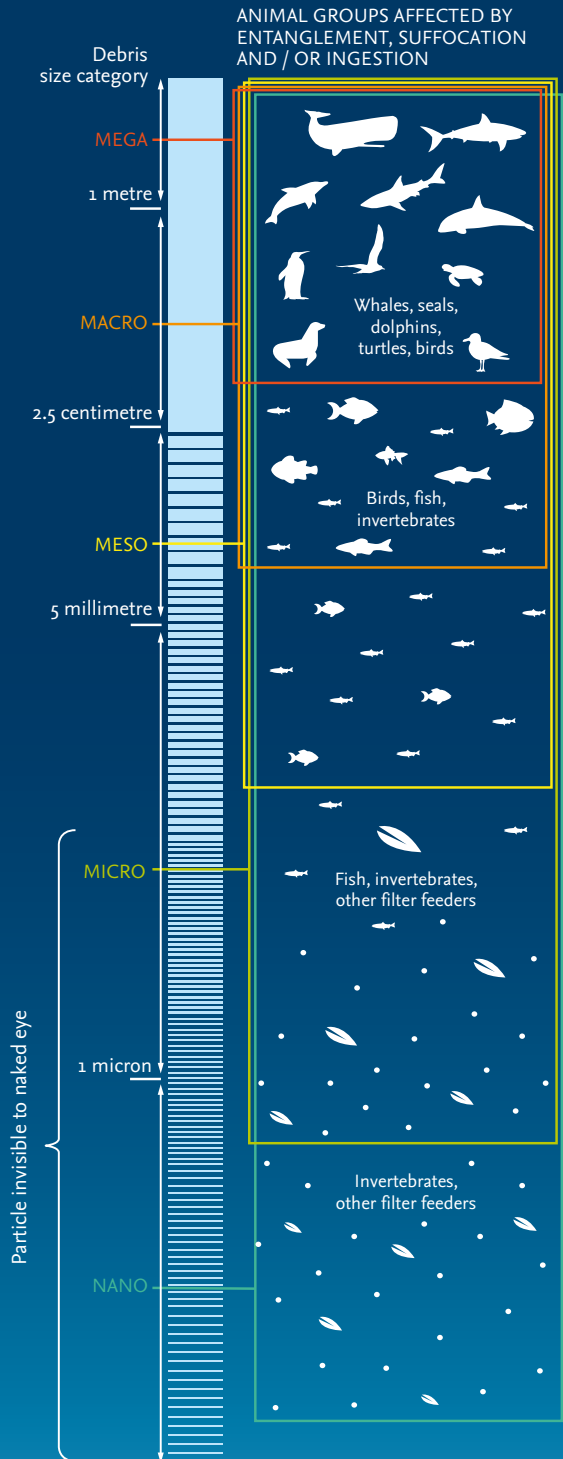 ANIMAL GROUPS AFFECTED BY
ENTANGLEMENT, SUFFOCATION
AND / OR INGESTION
Debris
size category
MEGA
1 metre
Whales, seals,
dolphins,
turtles, birds
MACRO
2.5 centimetre
Birds, fish,
invertebrates
MESO
5 millimetre
MICRO
Fish, invertebrates,
other filter feeders
1 micron
Particle invisible to naked eye
Invertebrates,
other filter feeders
NANO